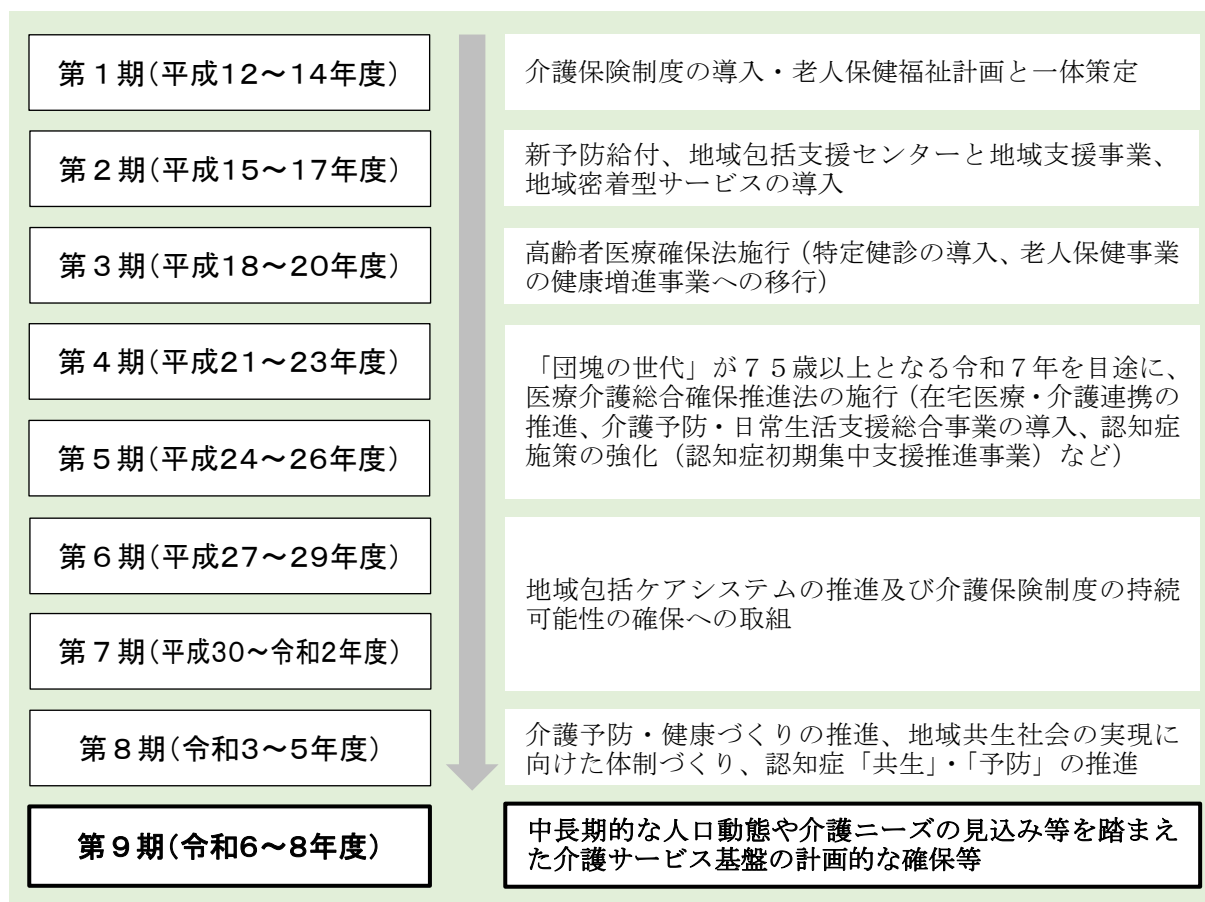 第１期(平成12～14年度)
介護保険制度の導入・老人保健福祉計画と一体策定
第２期(平成15～17年度)
新予防給付、地域包括支援センターと地域支援事業、
地域密着型サービスの導入
第３期(平成18～20年度)
高齢者医療確保法施行（特定健診の導入、老人保健事業
の健康増進事業への移行）
第４期(平成21～23年度)
第５期(平成24～26年度)
「団塊の世代」が７５歳以上となる令和７年を目途に、
医療介護総合確保推進法の施行（在宅医療・介護連携の
推進、介護予防・日常生活支援総合事業の導入、認知症
施策の強化（認知症初期集中支援推進事業）など）
第６期(平成27～29年度)
第７期(平成30～令和2年度)
地域包括ケアシステムの推進及び介護保険制度の持続
可能性の確保への取組
第８期(令和3～5年度)
介護予防・健康づくりの推進、地域共生社会の実現に
向けた体制づくり、認知症「共生」・「予防」の推進
第９期(令和6～8年度)
中長期的な人口動態や介護ニーズの見込み等を踏まえ
た介護サービス基盤の計画的な確保等